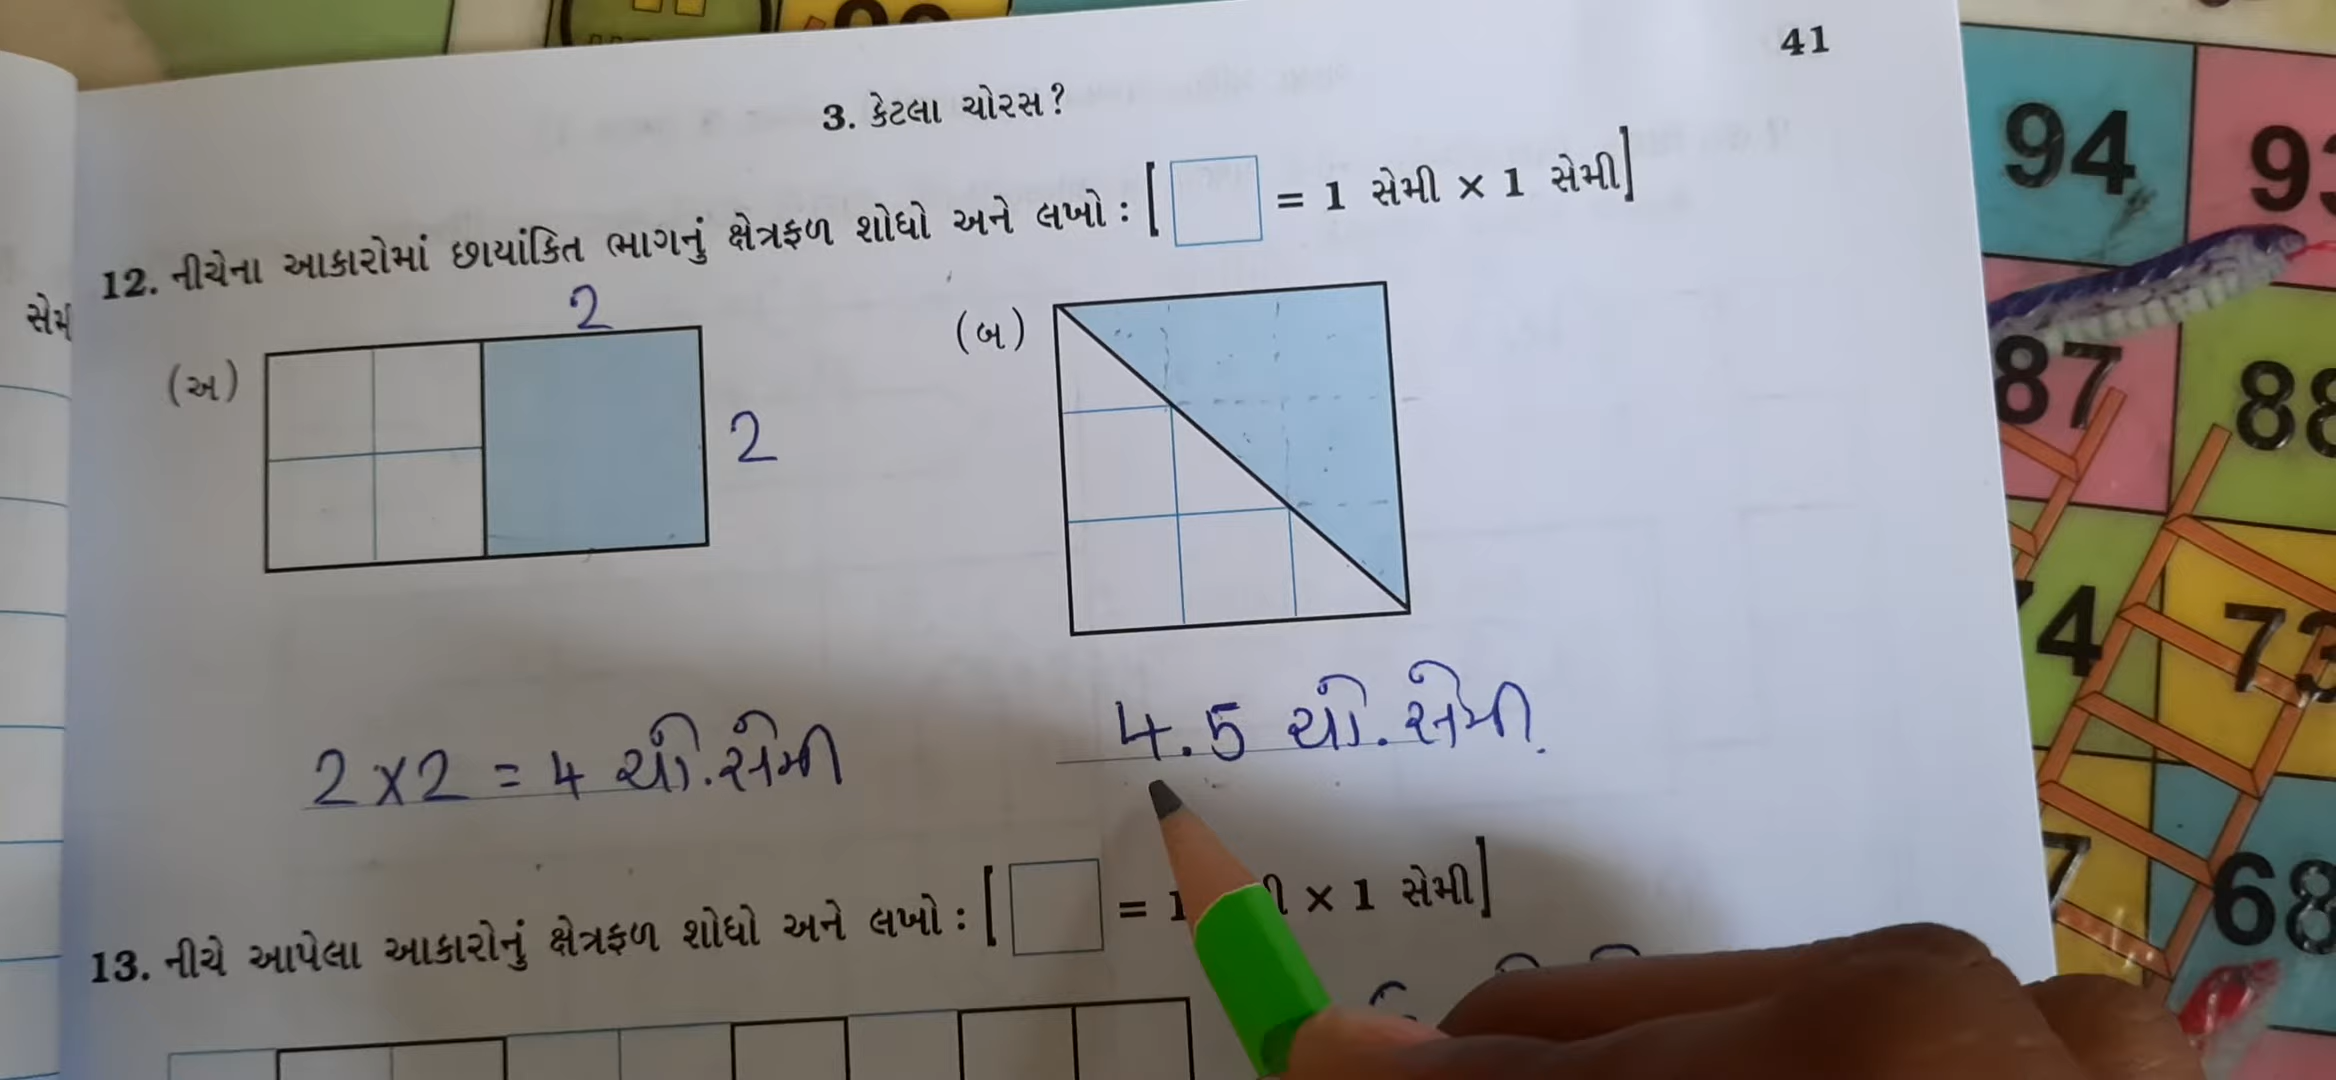 41
3. કેટલા ચોરસ?
12. નીચેના આકારોમાં છાયાંકિત ભાગનું ક્ષેત્રફળ શોધો અને લખો : [ = 1 સેમી × 1 સેમી]
(અ)
2
2
(બ)
2 × 2 = 4 ચો. સેમી
4.5 ચો. સેમી.
13. નીચે આપેલા આકારોનું ક્ષેત્રફળ શોધો અને લખો : [ = 1 × 1 સેમી]
94
87
88
74
68